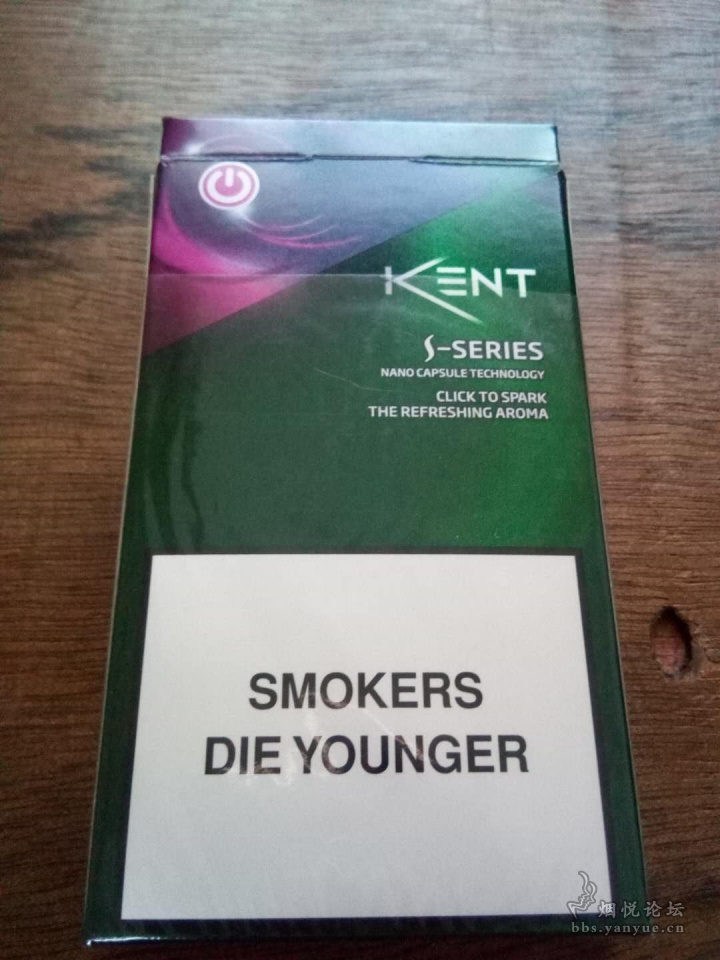 KENT
S-SERIES
NANO CAPSULE TECHNOLOGY
CLICK TO SPARK
THE REFRESHING AROMA
SMOKERS
DIE YOUNGER
烟悦论坛
bbs.yanyue.cn